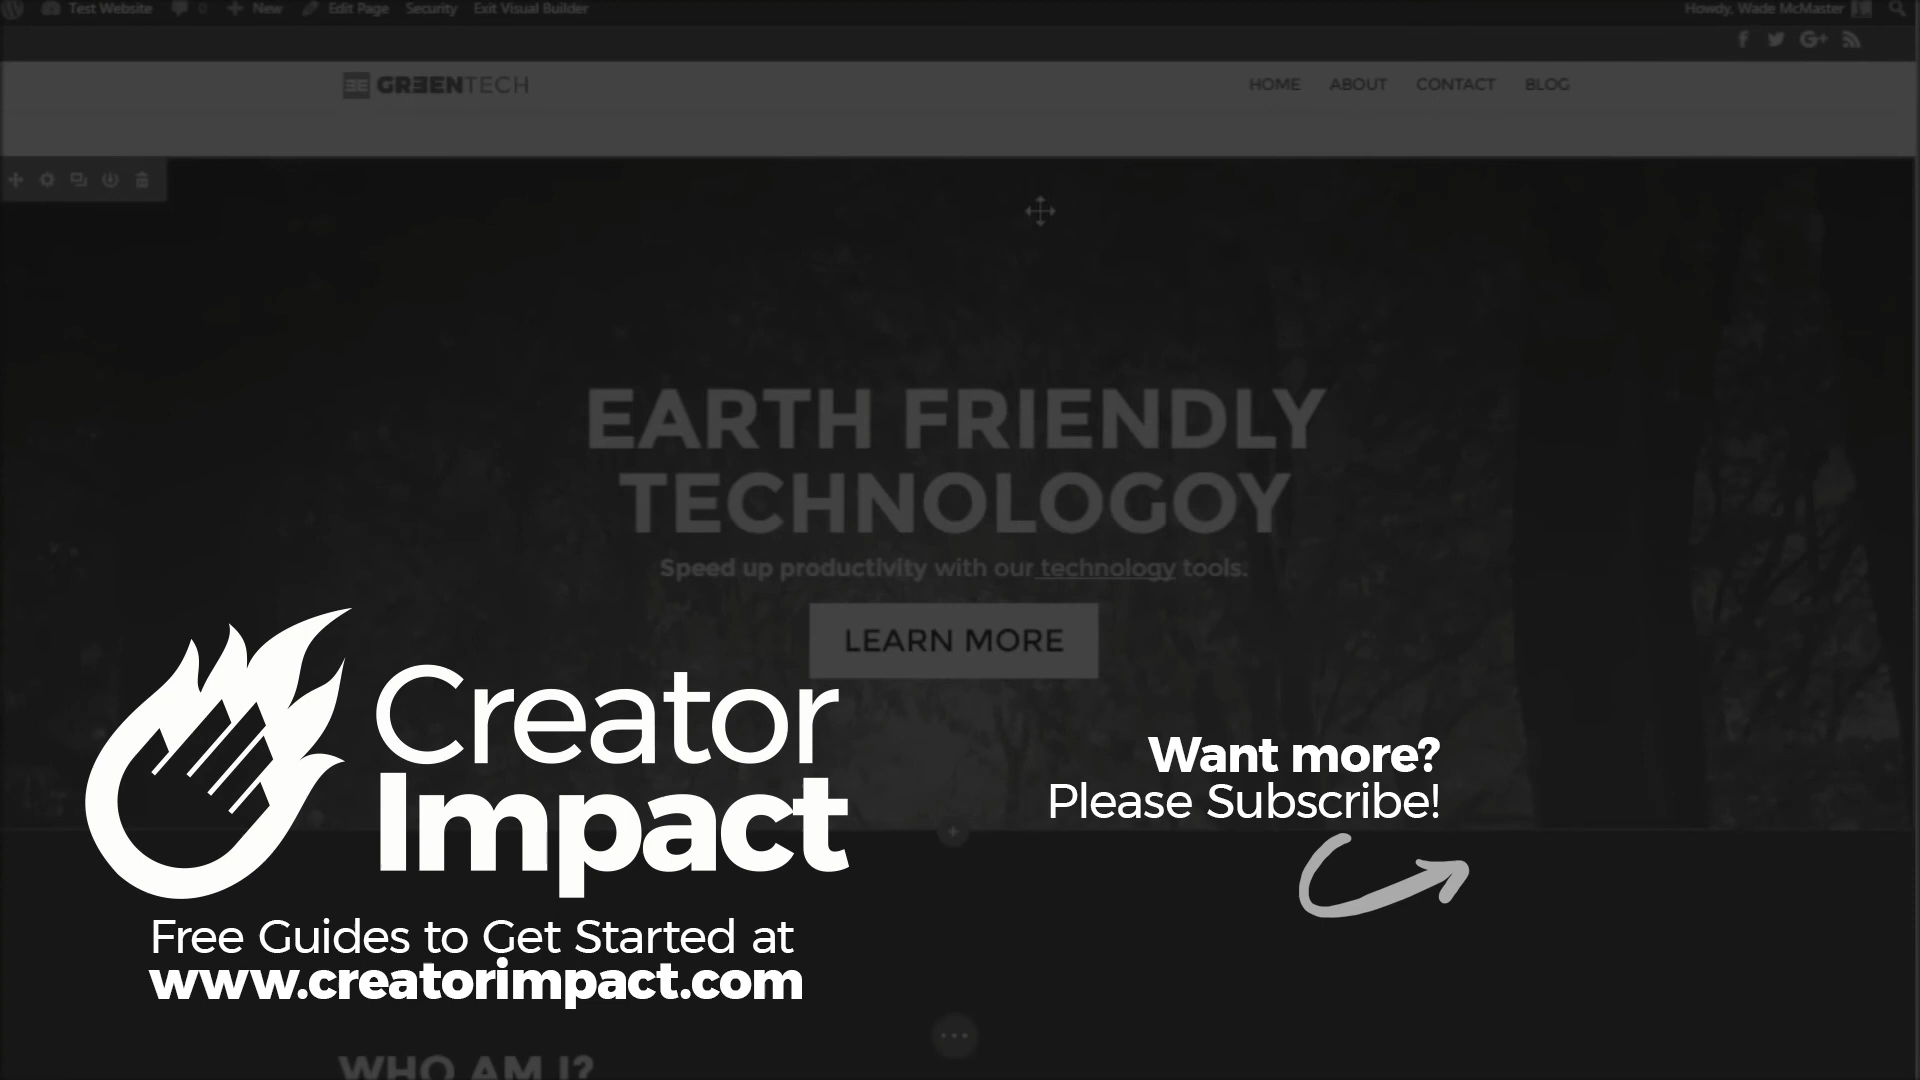 Test Website 0 New Edit Page Security Exit Visual Builder Howdy, Wade McMaster
GREENTECH HOME ABOUT CONTACT BLOG
EARTH FRIENDLY
TECHNOLOGOY
Speed up productivity with our technology tools.
LEARN MORE
Creator
Impact
Want more?
Please Subscribe!
Free Guides to Get Started at
www.creatorimpact.com
WHO AM I?